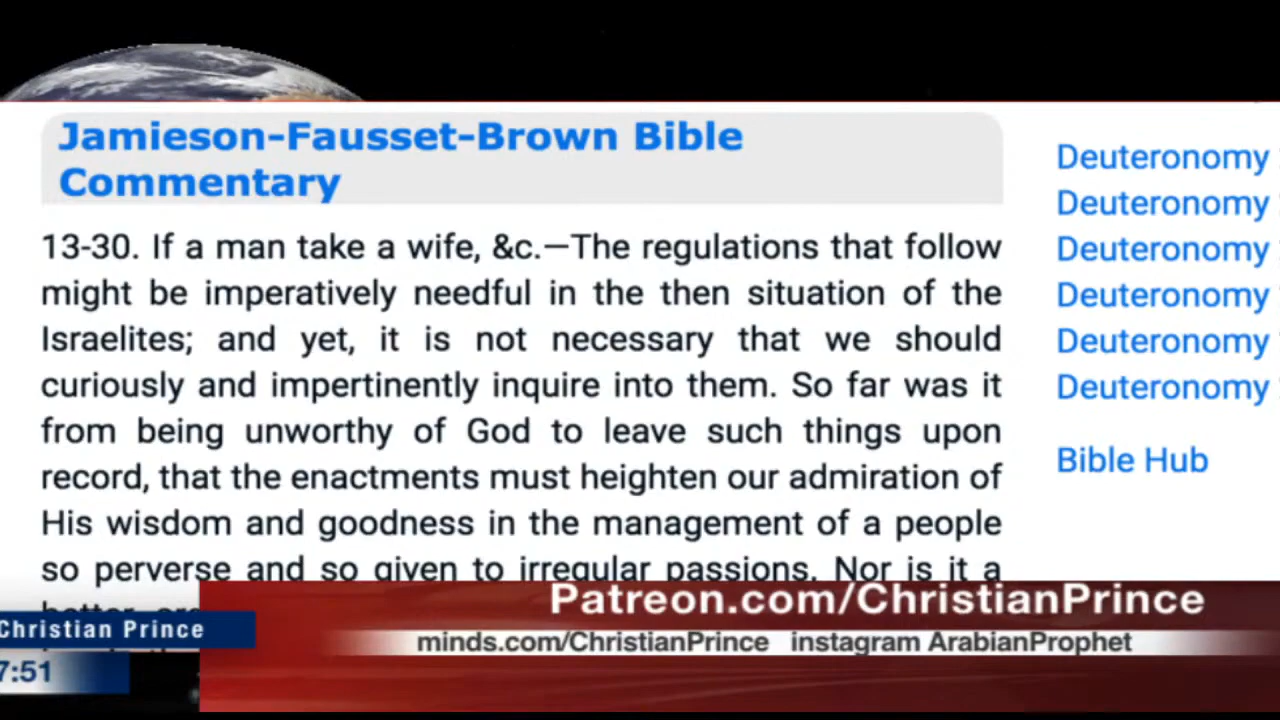 Jamieson-Fausset-Brown Bible
Commentary
13-30. If a man take a wife, &c.—The regulations that follow
might be imperatively needful in the then situation of the
Israelites; and yet, it is not necessary that we should
curiously and impertinently inquire into them. So far was it
from being unworthy of God to leave such things upon
record, that the enactments must heighten our admiration of
His wisdom and goodness in the management of a people
so perverse and so given to irregular passions. Nor is it a
Deuteronomy
Deuteronomy
Deuteronomy
Deuteronomy
Deuteronomy
Deuteronomy
Bible Hub
Patreon.com/ChristianPrince
minds.com/ChristianPrince instagram ArabianProphet
Christian Prince
7:51